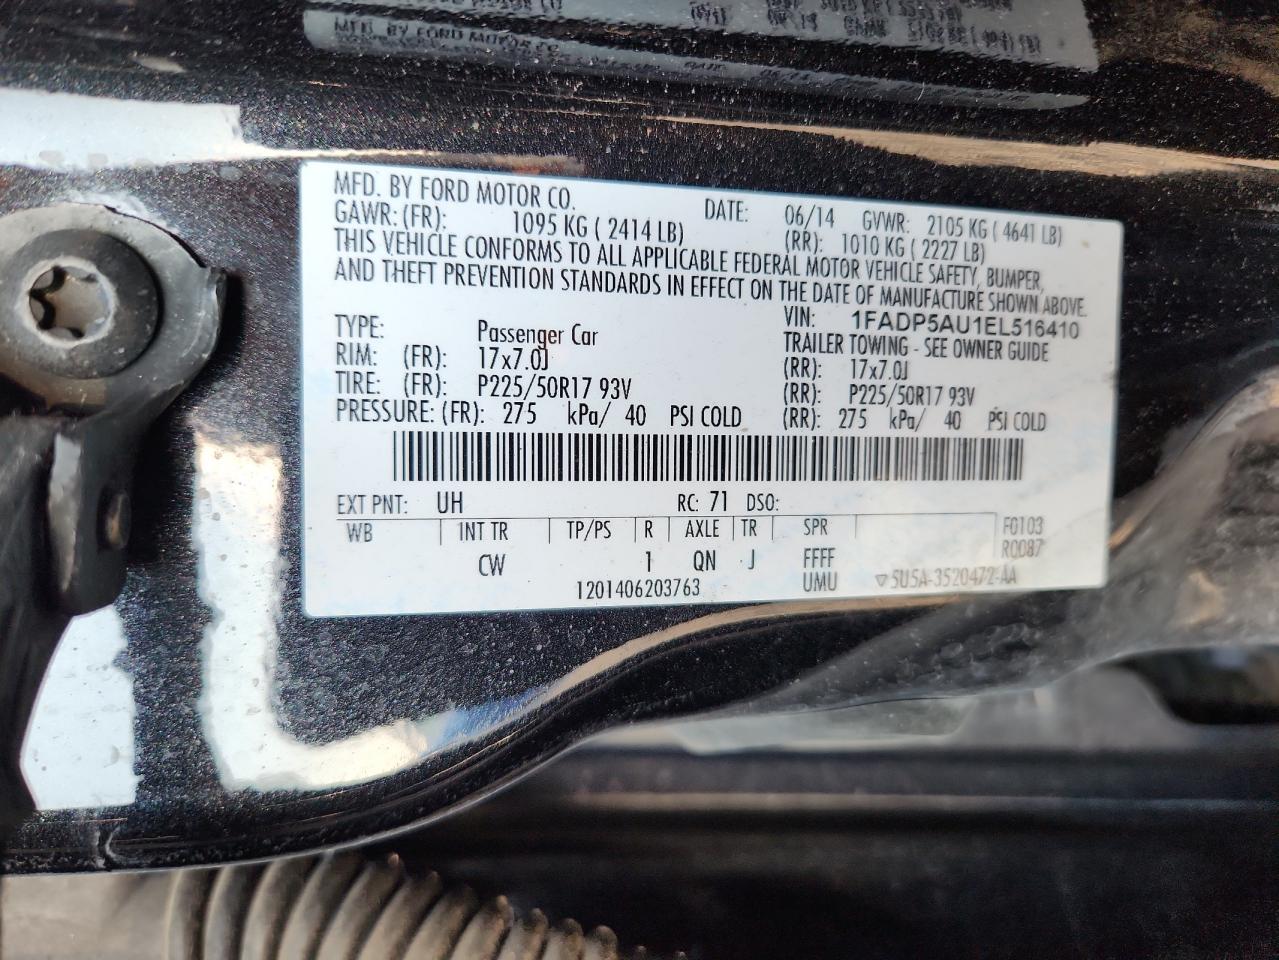 MFD. BY FORD MOTOR CO.
MFD. BY FORD MOTOR CO. DATE: 06/14 GVWR: 2105 KG ( 4641 LB)
GAWR: (FR): 1095 KG ( 2414 LB) (RR): 1010 KG ( 2227 LB)
THIS VEHICLE CONFORMS TO ALL APPLICABLE FEDERAL MOTOR VEHICLE SAFETY, BUMPER,
AND THEFT PREVENTION STANDARDS IN EFFECT ON THE DATE OF MANUFACTURE SHOWN ABOVE.
VIN: 1FADP5AU1EL516410
TYPE: Passenger Car TRAILER TOWING - SEE OWNER GUIDE
RIM: (FR): 17x7.0J (RR): 17x7.0J
TIRE: (FR): P225/50R17 93V (RR): P225/50R17 93V
PRESSURE: (FR): 275 kPa/ 40 PSI COLD (RR): 275 kPa/ 40 PSI COLD
EXT PNT: UH RC: 71 DSO:
WB INT TR TP/PS R AXLE TR SPR F0103
CW 1 QN J FFFF R0087
1201406203763 UMU ▽5U5A-3520472-AA